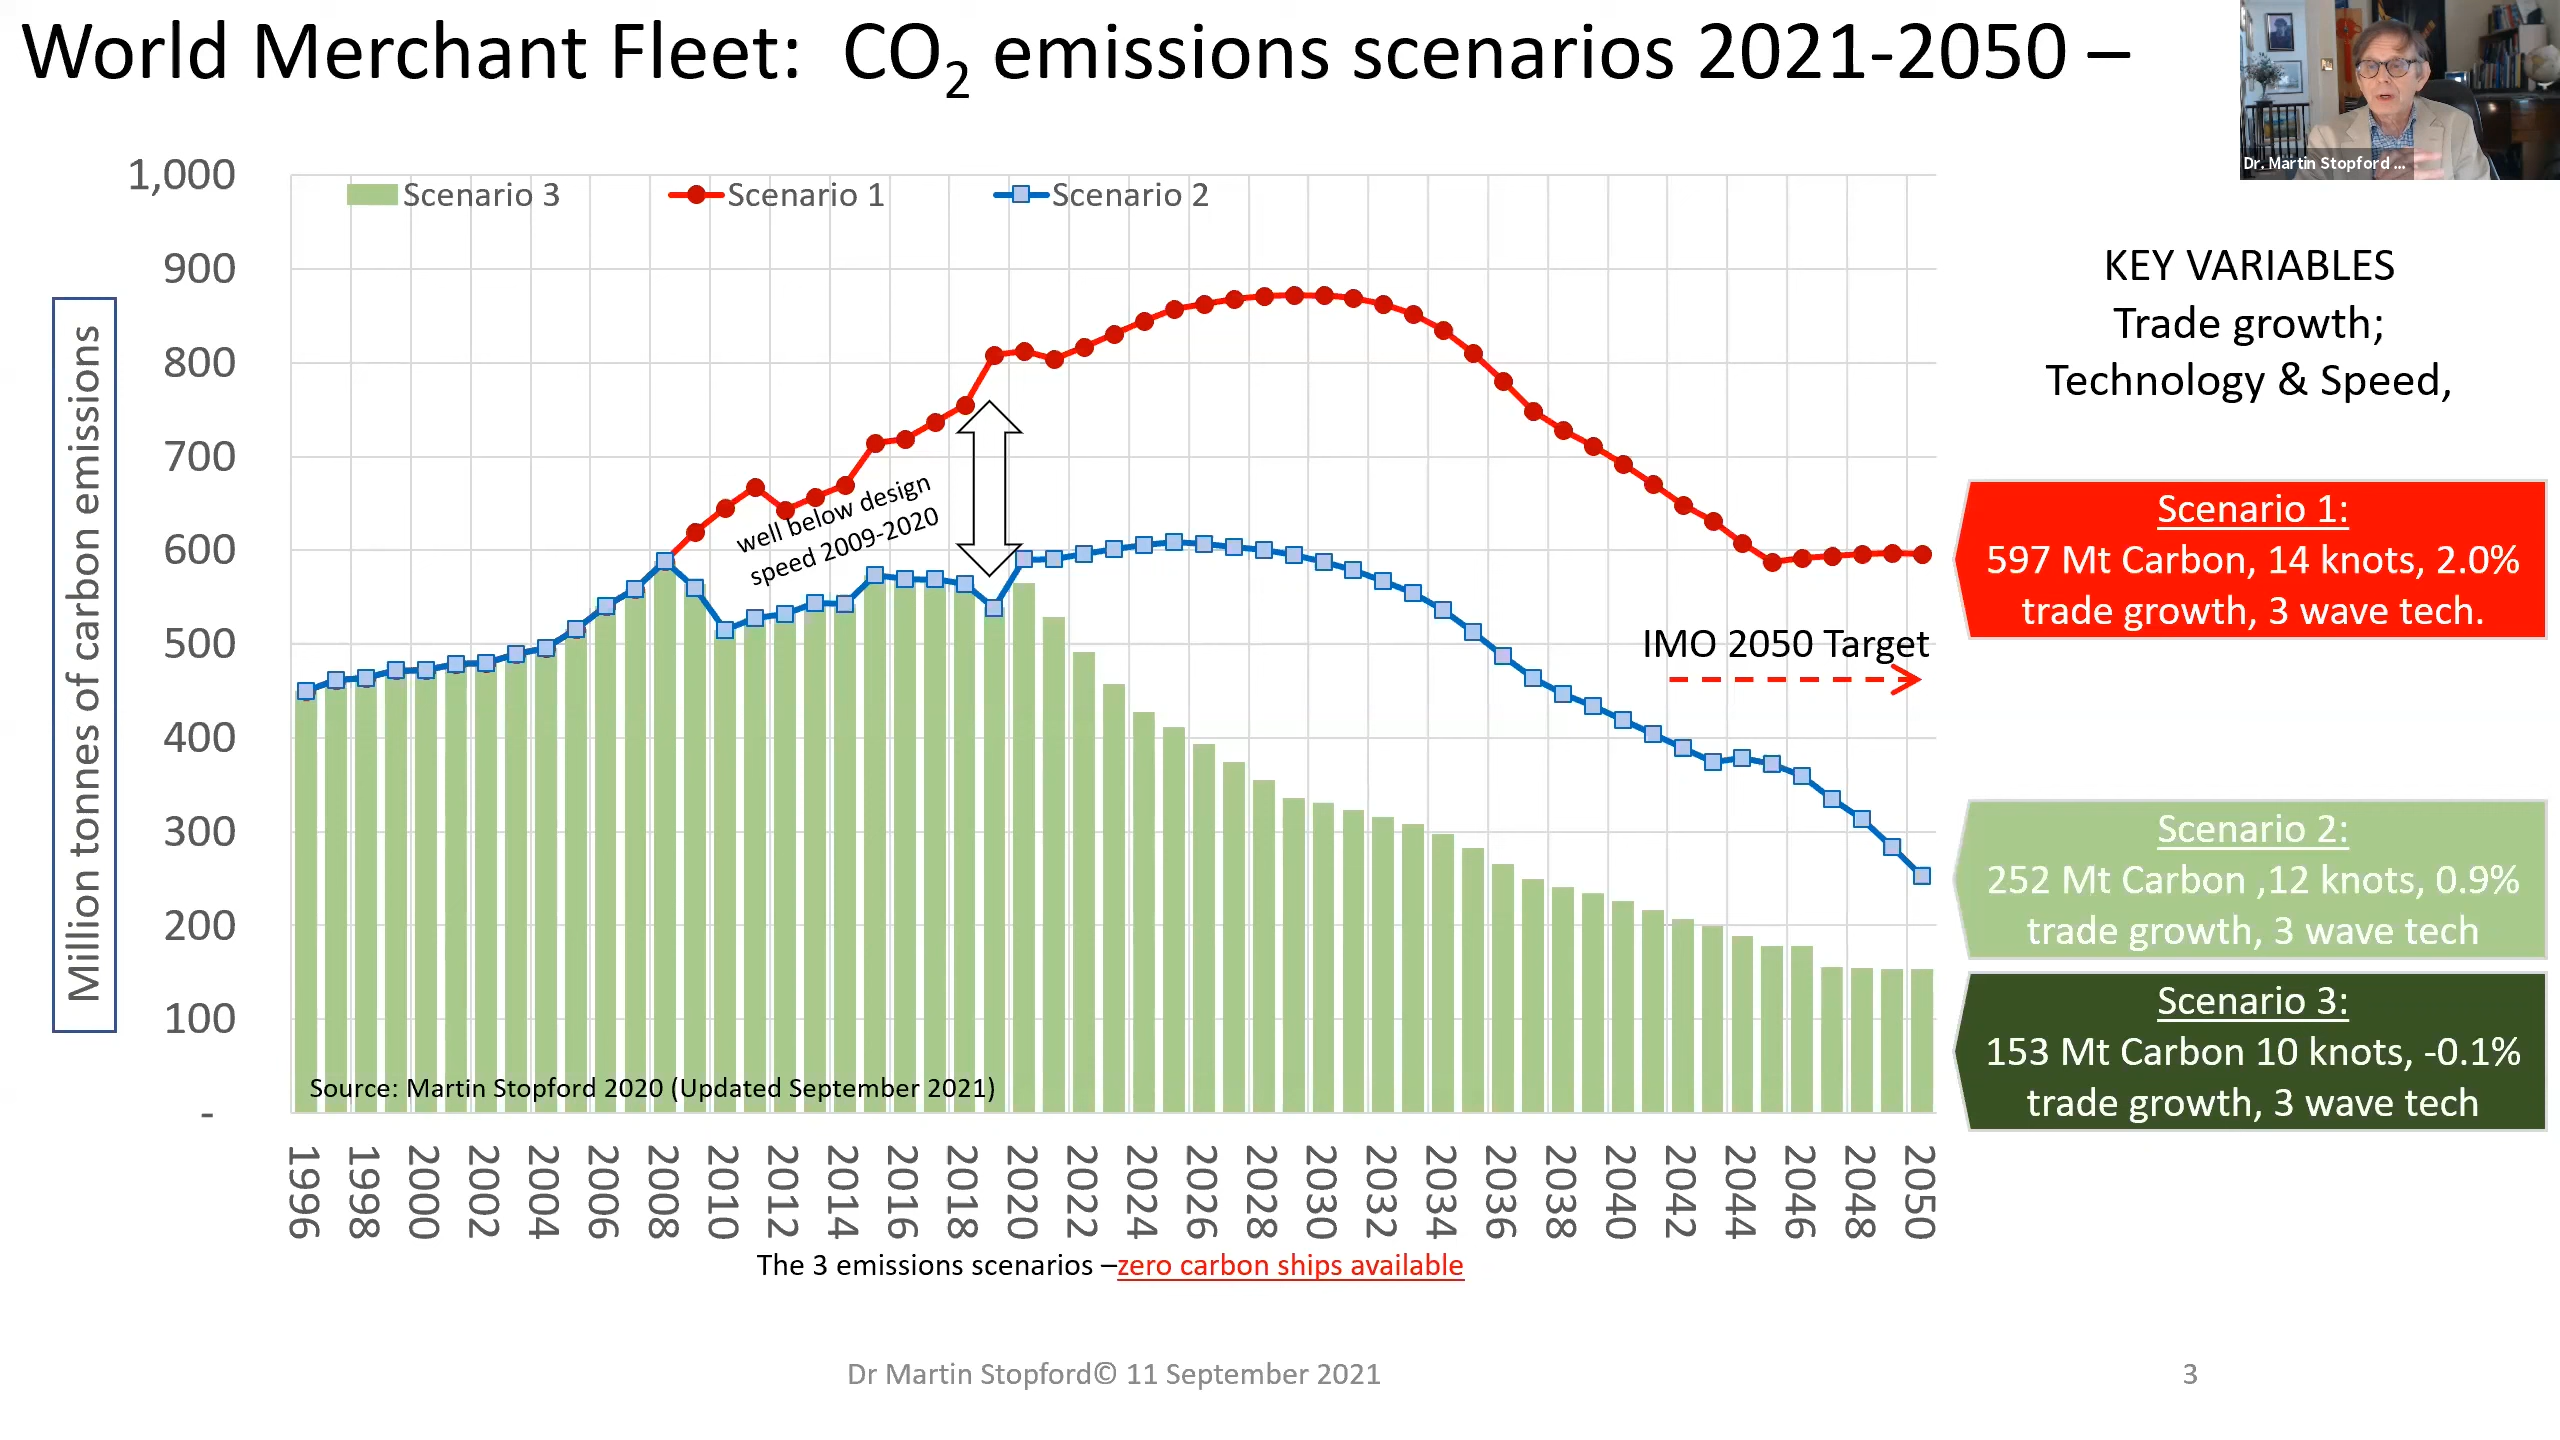 World Merchant Fleet: CO2 emissions scenarios 2021-2050 –
Dr. Martin Stopford ...
1,000
900
800
700
600
500
400
300
200
100
-
Million tonnes of carbon emissions
Scenario 3
Scenario 1
Scenario 2
well below design
speed 2009-2020
IMO 2050 Target
Source: Martin Stopford 2020 (Updated September 2021)
1996
1998
2000
2002
2004
2006
2008
2010
2012
2014
2016
2018
2020
2022
2024
2026
2028
2030
2032
2034
2036
2038
2040
2042
2044
2046
2048
2050
The 3 emissions scenarios –zero carbon ships available
KEY VARIABLES
Trade growth;
Technology & Speed,
Scenario 1:
597 Mt Carbon, 14 knots, 2.0%
trade growth, 3 wave tech.
Scenario 2:
252 Mt Carbon ,12 knots, 0.9%
trade growth, 3 wave tech
Scenario 3:
153 Mt Carbon 10 knots, -0.1%
trade growth, 3 wave tech
Dr Martin Stopford© 11 September 2021
3